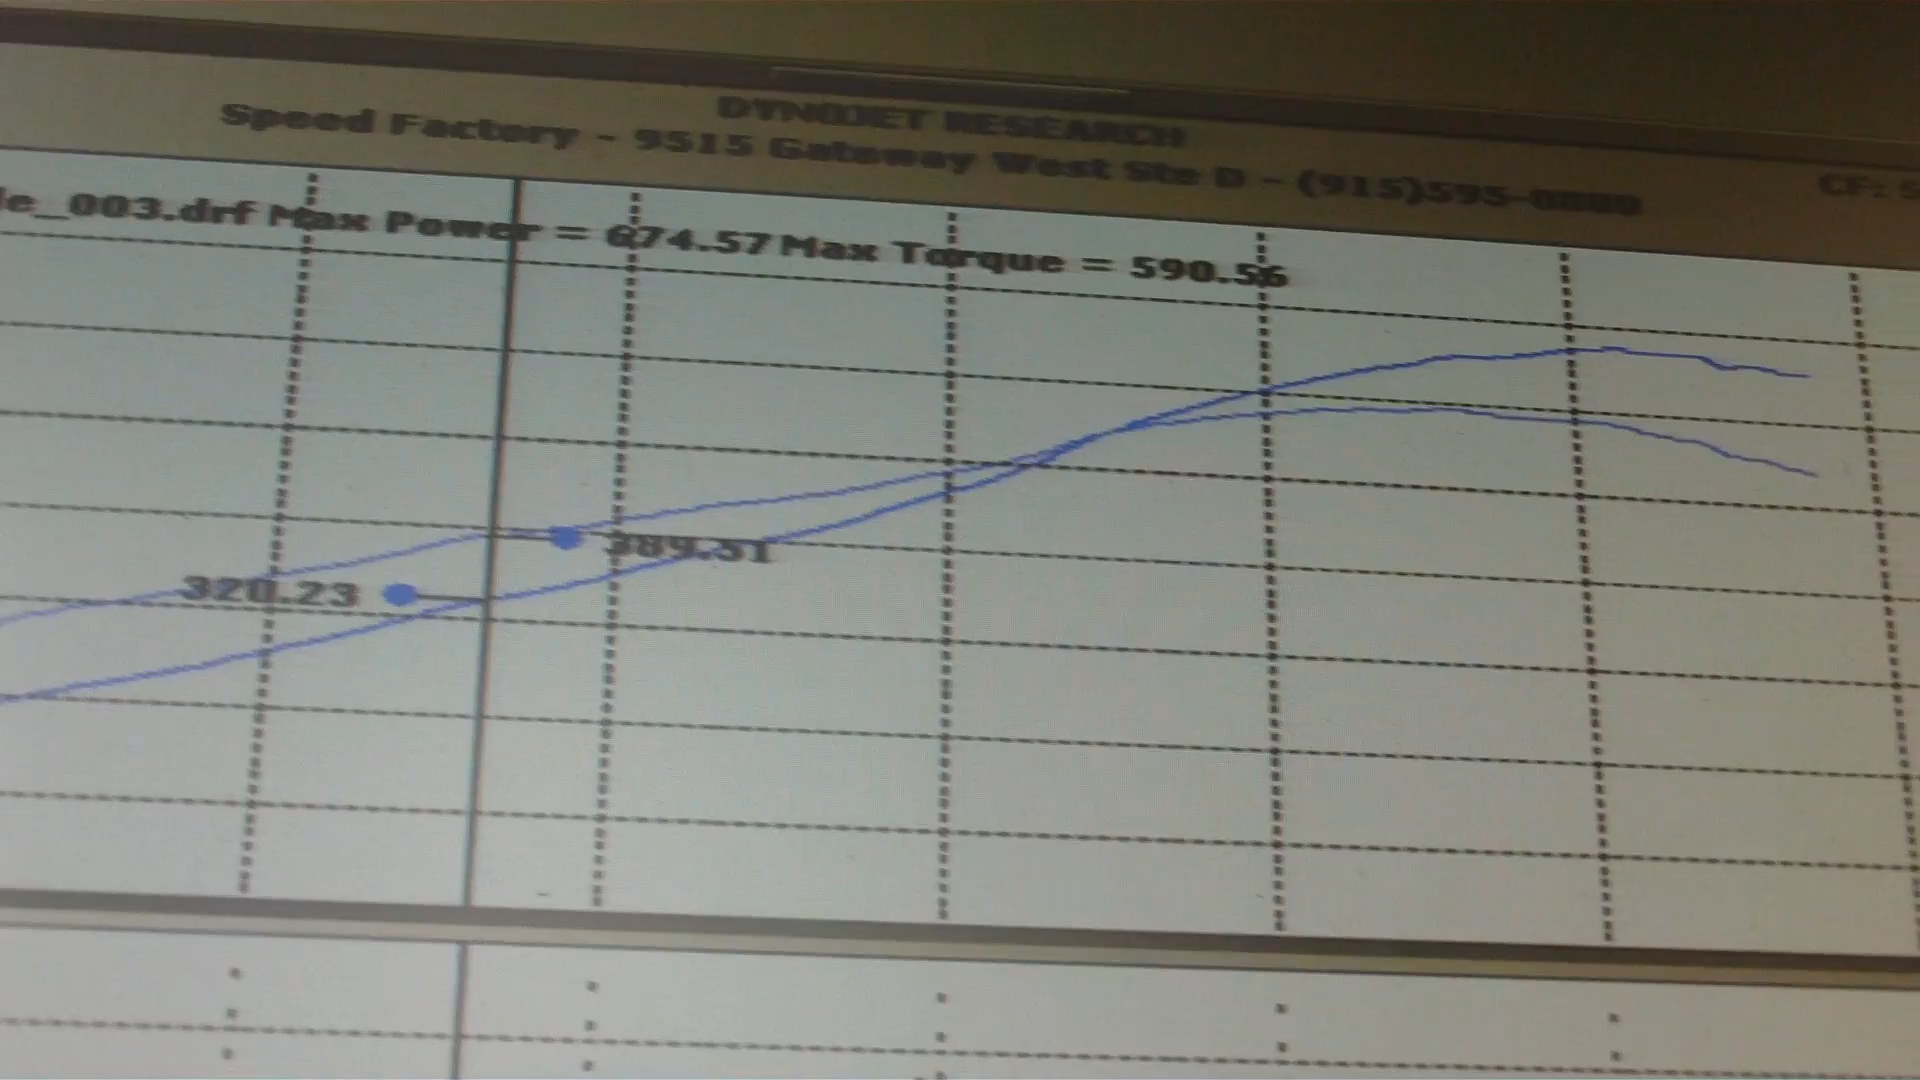 DYNOJET RESEARCH
Speed Factory - 9515 Gateway West Ste D - (915)595-
CF:
le_003.drf Max Power = 674.57 Max Torque = 590.56
389.51
320.23